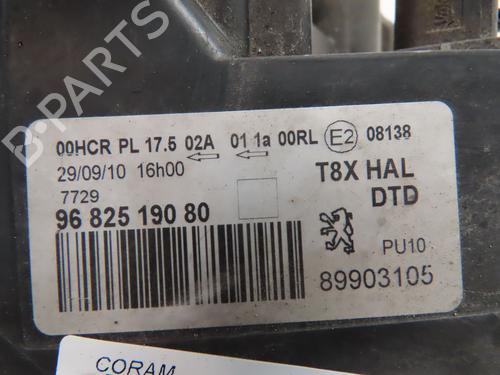 00HCR PL 17.5 02A 01 1a 00RL E2 08138
29/09/10 16h00
7729
T8X HAL
DTD
96 825 190 80
PU10
89903105
CORAM
B-PARTS